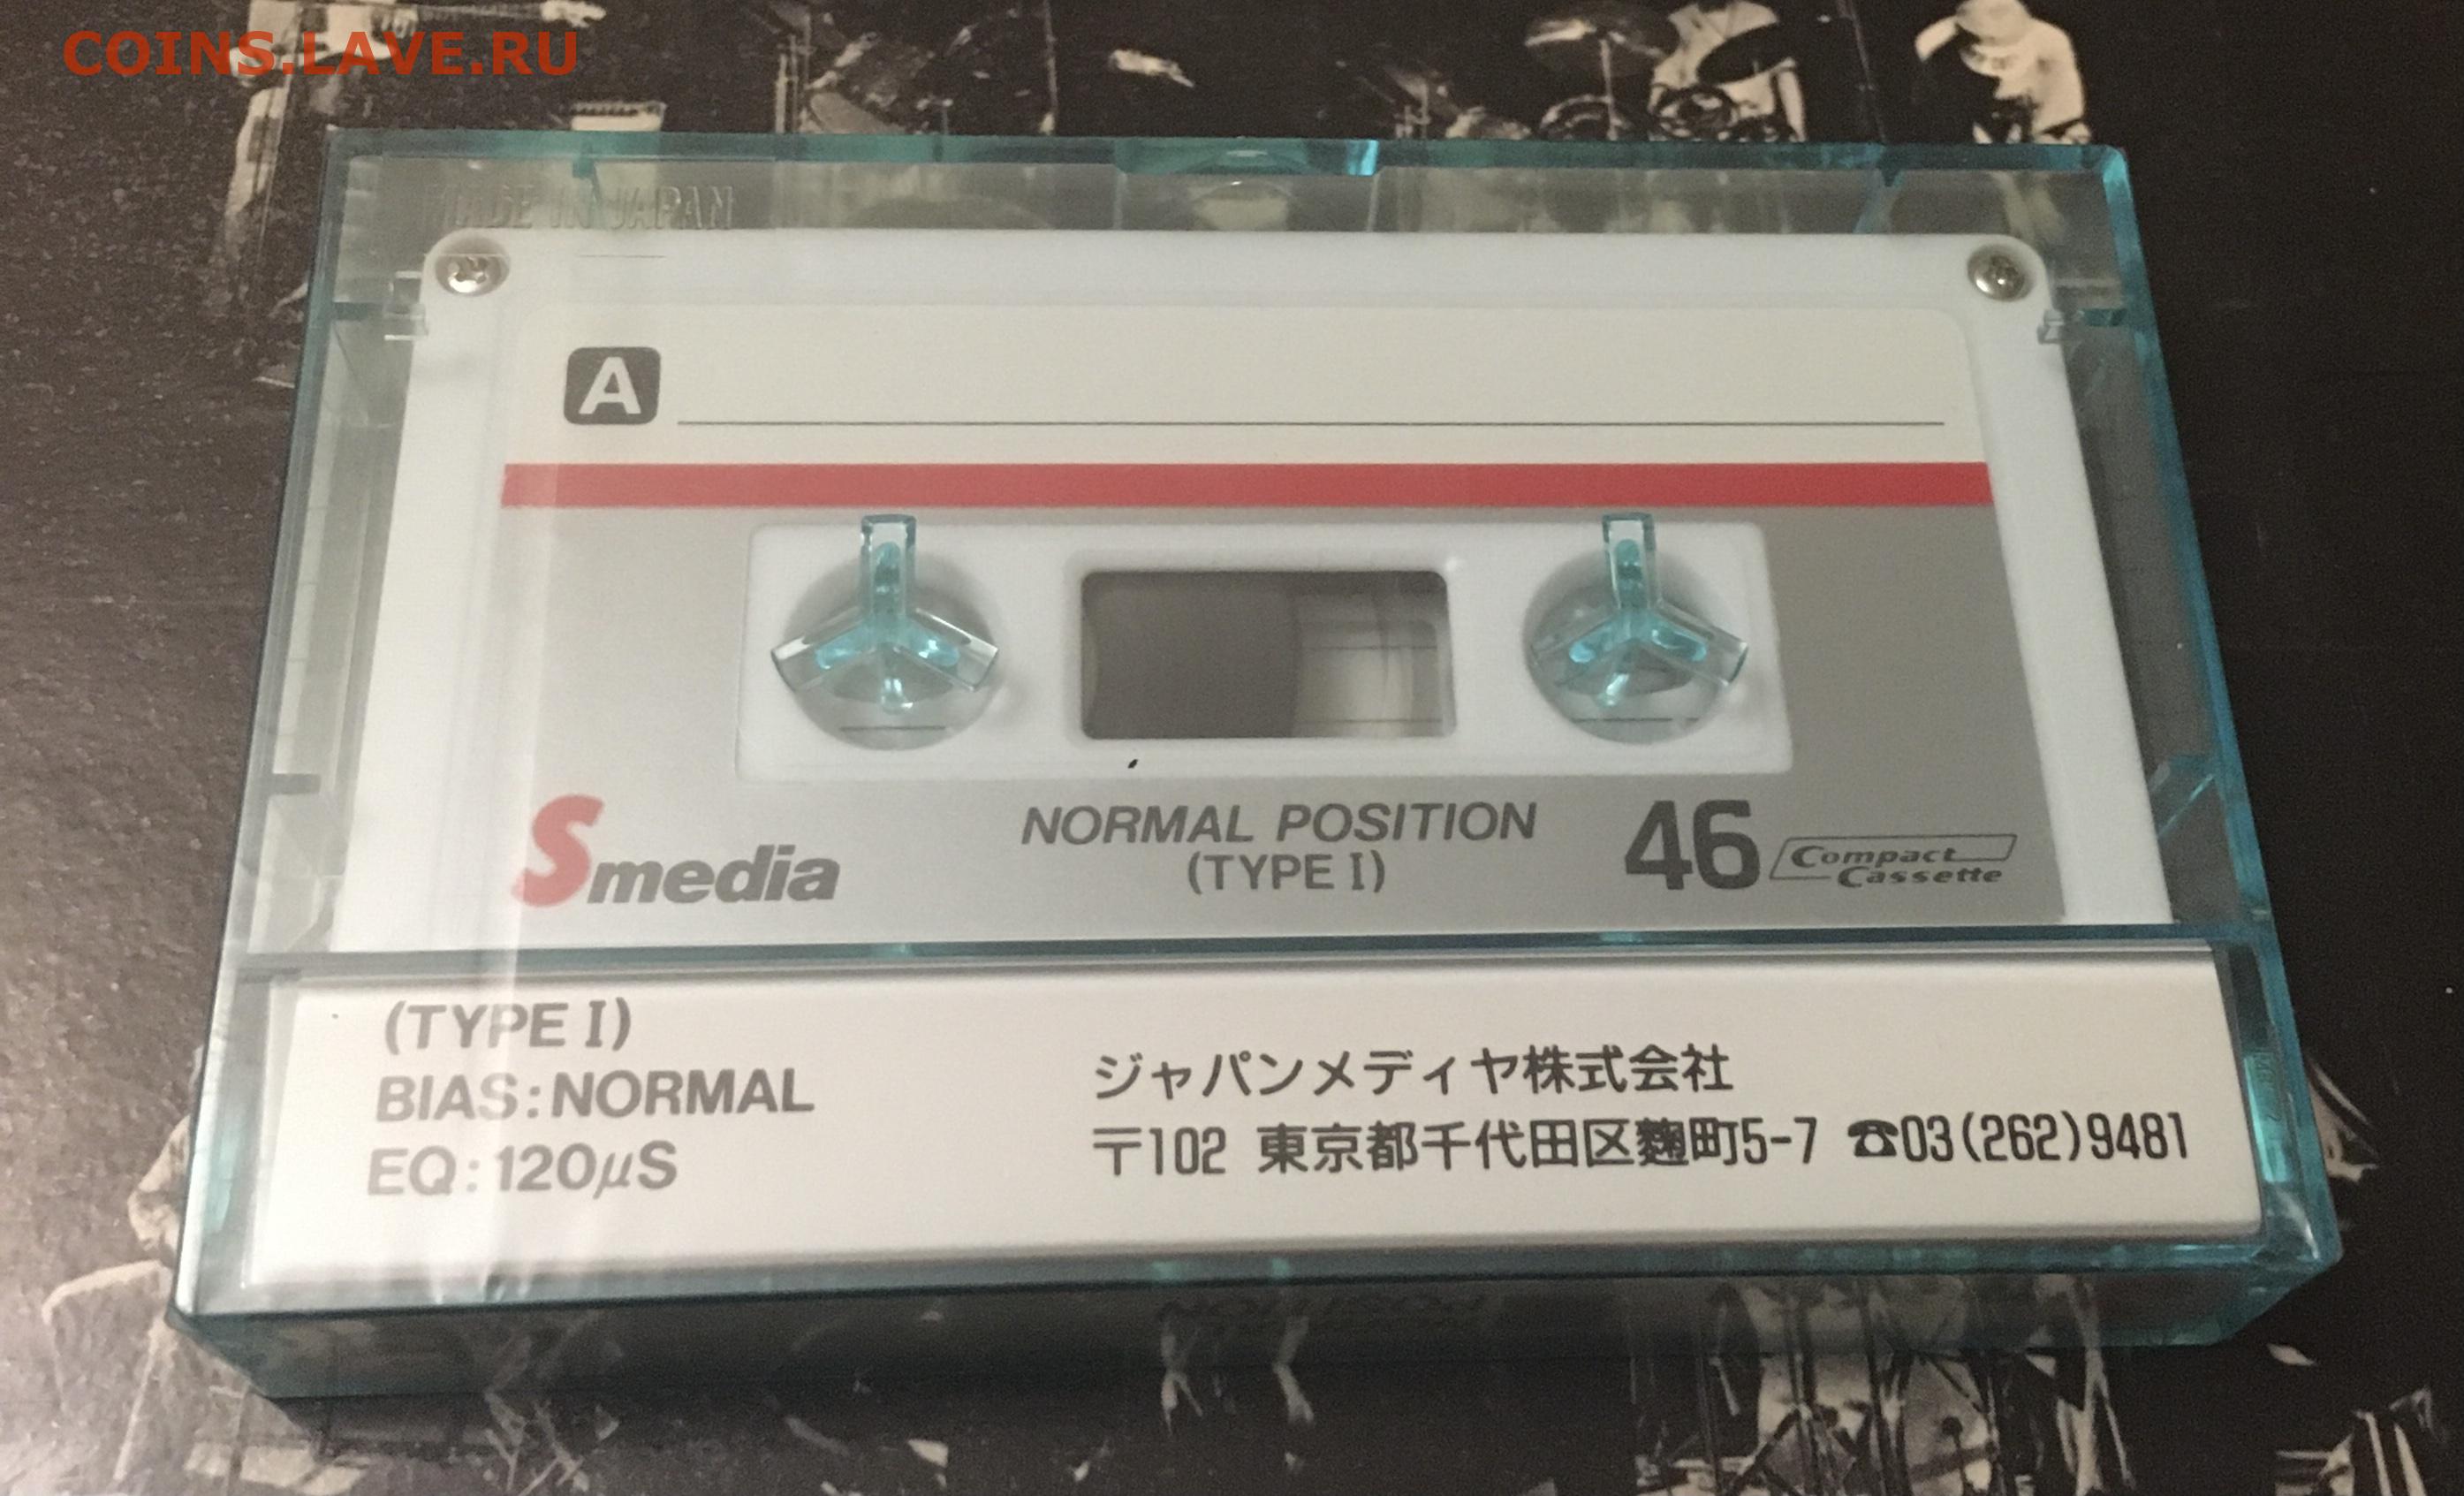 COINS.LAVE.RU
MADE IN JAPAN
A
Smedia
NORMAL POSITION
(TYPE I)
46
Compact
Cassette
(TYPE I)
BIAS:NORMAL
EQ:120μS
ジャパンメディヤ株式会社
〒102 東京都千代田区麹町5-7 ☎03(262)9481
POSITION